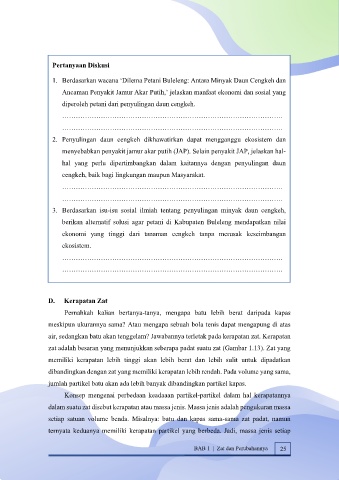 Pertanyaan Diskusi
1. Berdasarkan wacana ‘Dilema Petani Buleleng: Antara Minyak Daun Cengkeh dan
Ancaman Penyakit Jamur Akar Putih,’ jelaskan manfaat ekonomi dan sosial yang
diperoleh petani dari penyulingan daun cengkeh.
2. Penyulingan daun cengkeh dikhawatirkan dapat mengganggu ekosistem dan
menyebabkan penyakit jamur akar putih (JAP). Selain penyakit JAP, jelaskan hal-
hal yang perlu dipertimbangkan dalam kaitannya dengan penyulingan daun
cengkeh, baik bagi lingkungan maupun Masyarakat.
3. Berdasarkan isu-isu sosial ilmiah tentang penyulingan minyak daun cengkeh,
berikan alternatif solusi agar petani di Kabupaten Buleleng mendapatkan nilai
ekonomi yang tinggi dari tanaman cengkeh tanpa merusak keseimbangan
ekosistem.
D. Kerapatan Zat
Pernahkah kalian bertanya-tanya, mengapa batu lebih berat daripada kapas
meskipun ukurannya sama? Atau mengapa sebuah bola tenis dapat mengapung di atas
air, sedangkan batu akan tenggelam? Jawabannya terletak pada kerapatan zat. Kerapatan
zat adalah besaran yang menunjukkan seberapa padat suatu zat (Gambar 1.13). Zat yang
memiliki kerapatan lebih tinggi akan lebih berat dan lebih sulit untuk dipadatkan
dibandingkan dengan zat yang memiliki kerapatan lebih rendah. Pada volume yang sama,
jumlah partikel batu akan ada lebih banyak dibandingkan partikel kapas.
Konsep mengenai perbedaan keadaan partikel-partikel dalam hal kerapatannya
dalam suatu zat disebut kerapatan atau massa jenis. Massa jenis adalah pengukuran massa
setiap satuan volume benda. Misalnya: batu dan kapas sama-sama zat padat, namun
ternyata keduanya memiliki kerapatan partikel yang berbeda. Jadi, massa jenis setiap
BAB 1 | Zat dan Perubahannya 25